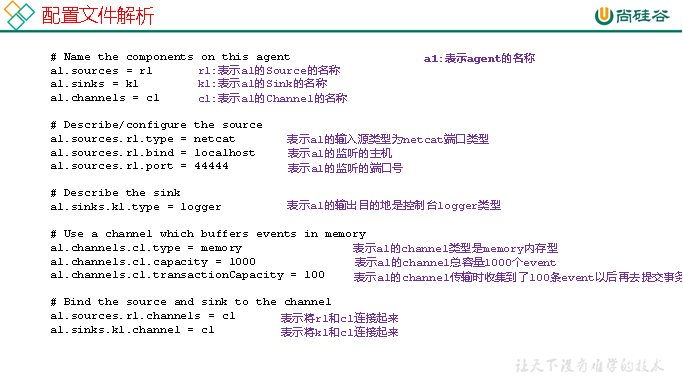 配置文件解析
尚硅谷
# Name the components on this agent a1:表示agent的名称
a1.sources = r1 r1:表示a1的Source的名称
a1.sinks = k1 k1:表示a1的Sink的名称
a1.channels = c1 c1:表示a1的Channel的名称
# Describe/configure the source
a1.sources.r1.type = netcat 表示a1的输入源类型为netcat端口类型
a1.sources.r1.bind = localhost 表示a1的监听的主机
a1.sources.r1.port = 44444 表示a1的监听的端口号
# Describe the sink
a1.sinks.k1.type = logger 表示a1的输出目的地是控制台logger类型
# Use a channel which buffers events in memory
a1.channels.c1.type = memory 表示a1的channel类型是memory内存型
a1.channels.c1.capacity = 1000 表示a1的channel总容量1000个event
a1.channels.c1.transactionCapacity = 100 表示a1的channel传输时收集到了100条event以后再去提交事务
# Bind the source and sink to the channel
a1.sources.r1.channels = c1 表示将r1和c1连接起来
a1.sinks.k1.channel = c1 表示将k1和c1连接起来
让天下没有难学的技术